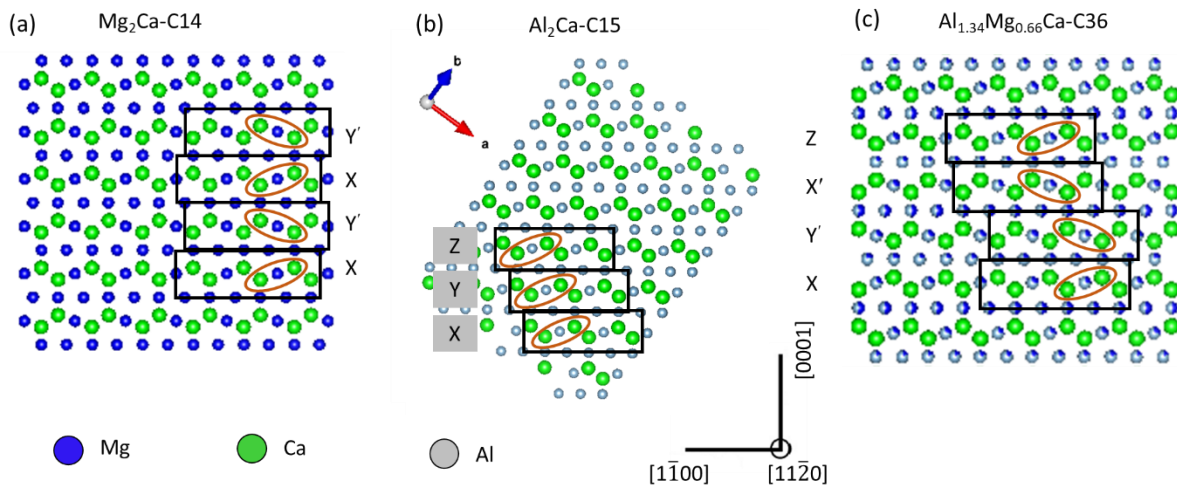 (a)
Mg₂Ca-C14
Y′
X
Y′
X
(b)
Al₂Ca-C15
b
a
Z
Y
X
(c)
Al₁.₃₄Mg₀.₆₆Ca-C36
Z
X′
Y′
X
[0001]
[11̅00]
[112̅0]
Mg
Ca
Al